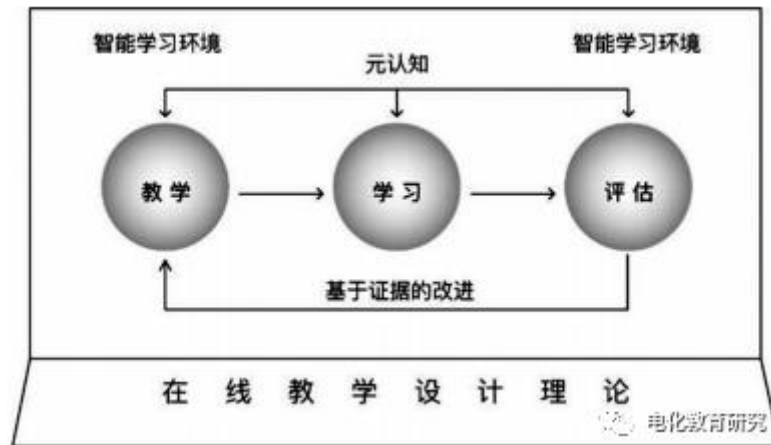 智能学习环境 智能学习环境
元认知
教学 学习 评估
基于证据的改进
在线教学设计理论
电化教育研究